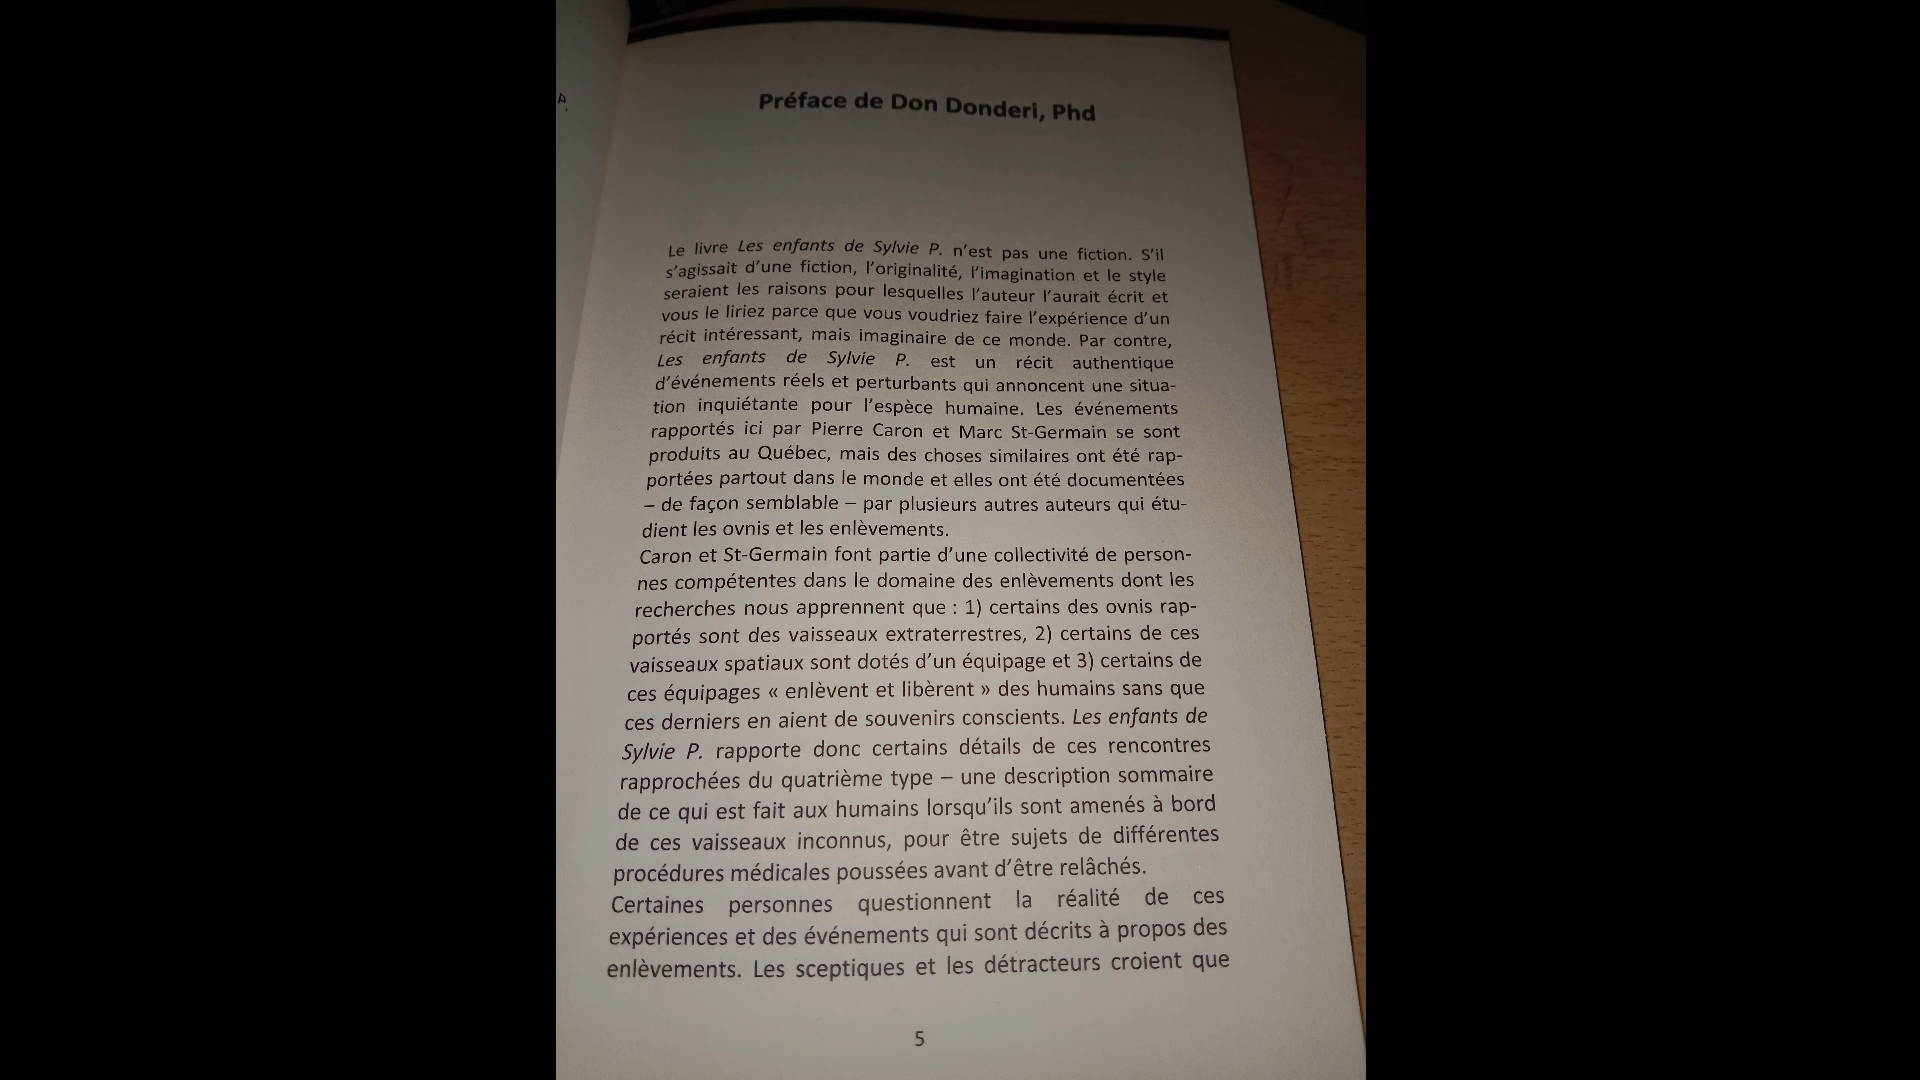 P.
Préface de Don Donderi, Phd
Le livre Les enfants de Sylvie P. n'est pas une fiction. S'il
s'agissait d'une fiction, l'originalité, l'imagination et le style
seraient les raisons pour lesquelles l'auteur l'aurait écrit et
vous le liriez parce que vous voudriez faire l'expérience d'un
récit intéressant, mais imaginaire de ce monde. Par contre,
Les enfants de Sylvie P. est un récit authentique
d'événements réels et perturbants qui annoncent une situa-
tion inquiétante pour l'espèce humaine. Les événements
rapportés ici par Pierre Caron et Marc St-Germain se sont
produits au Québec, mais des choses similaires ont été rap-
portées partout dans le monde et elles ont été documentées
– de façon semblable – par plusieurs autres auteurs qui étu-
dient les ovnis et les enlèvements.
Caron et St-Germain font partie d'une collectivité de person-
nes compétentes dans le domaine des enlèvements dont les
recherches nous apprennent que : 1) certains des ovnis rap-
portés sont des vaisseaux extraterrestres, 2) certains de ces
vaisseaux spatiaux sont dotés d'un équipage et 3) certains de
ces équipages « enlèvent et libèrent » des humains sans que
ces derniers en aient de souvenirs conscients. Les enfants de
Sylvie P. rapporte donc certains détails de ces rencontres
rapprochées du quatrième type – une description sommaire
de ce qui est fait aux humains lorsqu'ils sont amenés à bord
de ces vaisseaux inconnus, pour être sujets de différentes
procédures médicales poussées avant d'être relâchés.
Certaines personnes questionnent la réalité de ces
expériences et des événements qui sont décrits à propos des
enlèvements. Les sceptiques et les détracteurs croient que
5